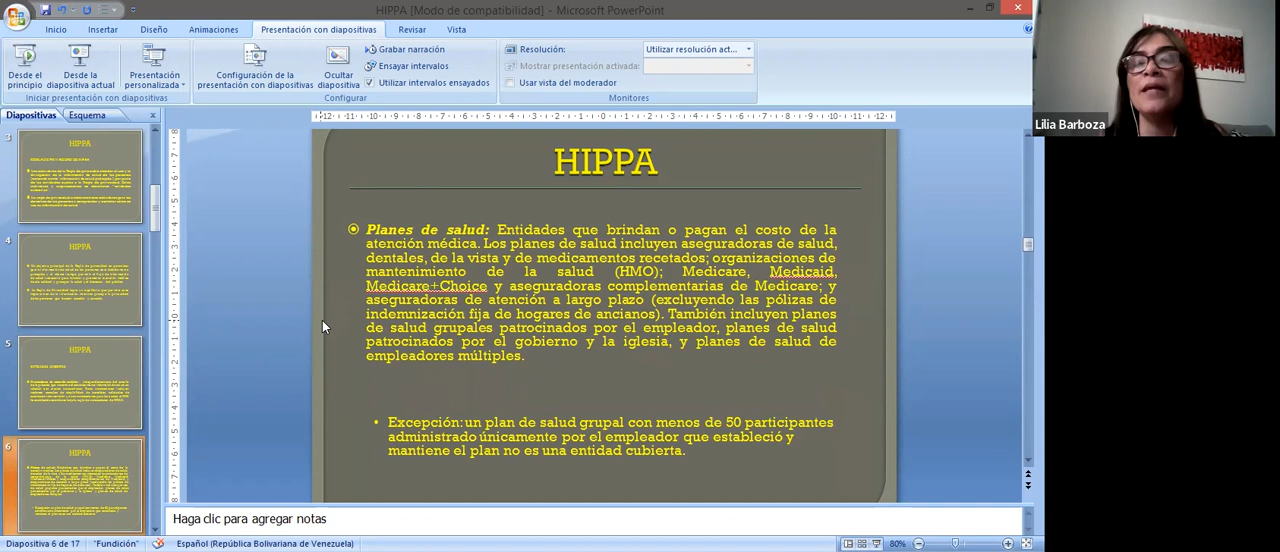 HIPPA [Modo de compatibilidad] - Microsoft PowerPoint
Inicio
Insertar
Diseño
Animaciones
Presentación con diapositivas
Revisar
Vista
Desde el principio
Desde la diapositiva actual
Presentación personalizada
Iniciar presentación con diapositivas
Configuración de la presentación con diapositivas
Ocultar diapositiva
Grabar narración
Ensayar intervalos
Utilizar intervalos ensayados
Configurar
Resolución:
Utilizar resolución act...
Mostrar presentación activada:
Usar vista del moderador
Monitores
Diapositivas
Esquema
3
HIPPA
4
HIPPA
5
HIPPA
6
HIPPA
HIPPA
Planes de salud: Entidades que brindan o pagan el costo de la
atención médica. Los planes de salud incluyen aseguradoras de salud,
dentales, de la vista y de medicamentos recetados; organizaciones de
mantenimiento de la salud (HMO); Medicare, Medicaid,
Medicare+Choice y aseguradoras complementarias de Medicare; y
aseguradoras de atención a largo plazo (excluyendo las pólizas de
indemnización fija de hogares de ancianos). También incluyen planes
de salud grupales patrocinados por el empleador, planes de salud
patrocinados por el gobierno y la iglesia, y planes de salud de
empleadores múltiples.
• Excepción: un plan de salud grupal con menos de 50 participantes
administrado únicamente por el empleador que estableció y
mantiene el plan no es una entidad cubierta.
Haga clic para agregar notas
Diapositiva 6 de 17
"Fundición"
Español (República Bolivariana de Venezuela)
80%
Lilia Barboza